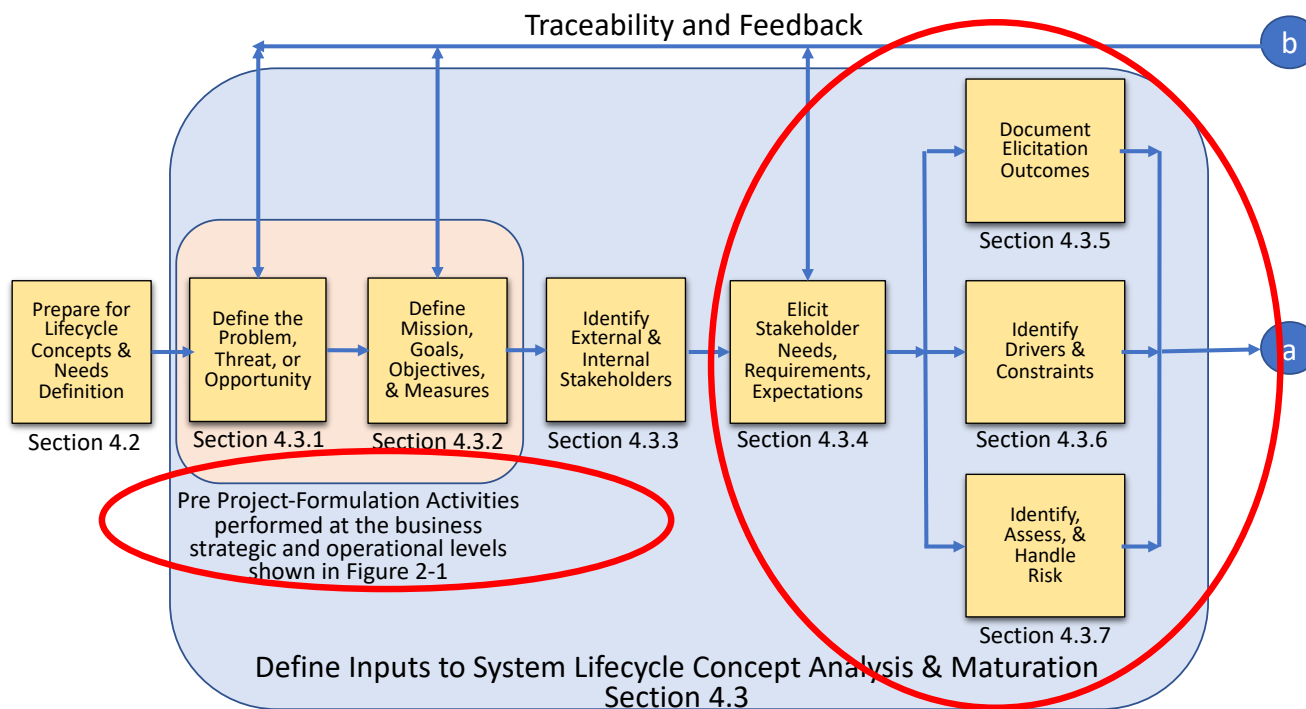 Traceability and Feedback
b
Document
Elicitation
Outcomes
Section 4.3.5
Prepare for
Lifecycle
Concepts &
Needs
Definition
Section 4.2
Define the
Problem,
Threat, or
Opportunity
Section 4.3.1
Define
Mission,
Goals,
Objectives,
& Measures
Section 4.3.2
Identify
External &
Internal
Stakeholders
Section 4.3.3
Elicit
Stakeholder
Needs,
Requirements,
Expectations
Section 4.3.4
Identify
Drivers &
Constraints
Section 4.3.6
a
Pre Project-Formulation Activities
performed at the business
strategic and operational levels
shown in Figure 2-1
Identify,
Assess, &
Handle
Risk
Section 4.3.7
Define Inputs to System Lifecycle Concept Analysis & Maturation
Section 4.3